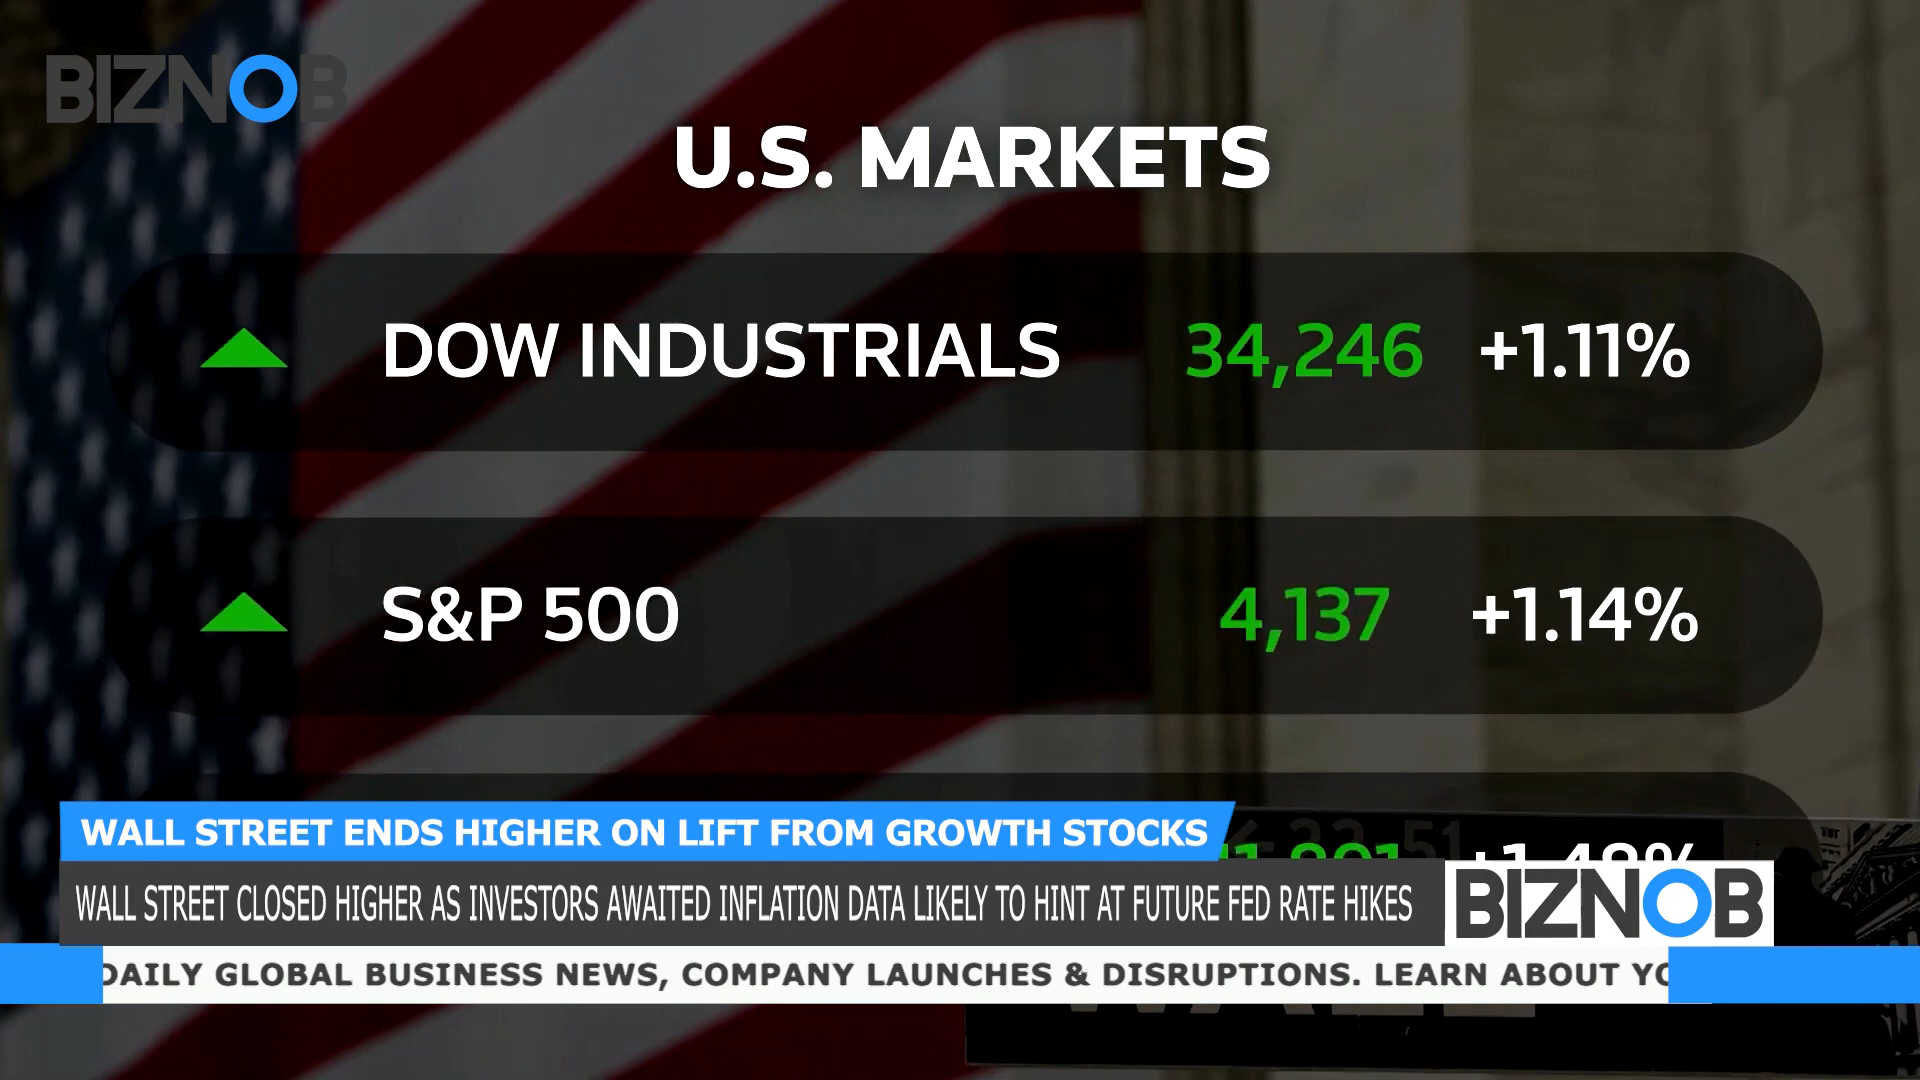 BIZNOB
U.S. MARKETS
DOW INDUSTRIALS 34,246 +1.11%
S&P 500 4,137 +1.14%
+1.48%
WALL STREET ENDS HIGHER ON LIFT FROM GROWTH STOCKS
WALL STREET CLOSED HIGHER AS INVESTORS AWAITED INFLATION DATA LIKELY TO HINT AT FUTURE FED RATE HIKES
BIZNOB
DAILY GLOBAL BUSINESS NEWS, COMPANY LAUNCHES & DISRUPTIONS. LEARN ABOUT